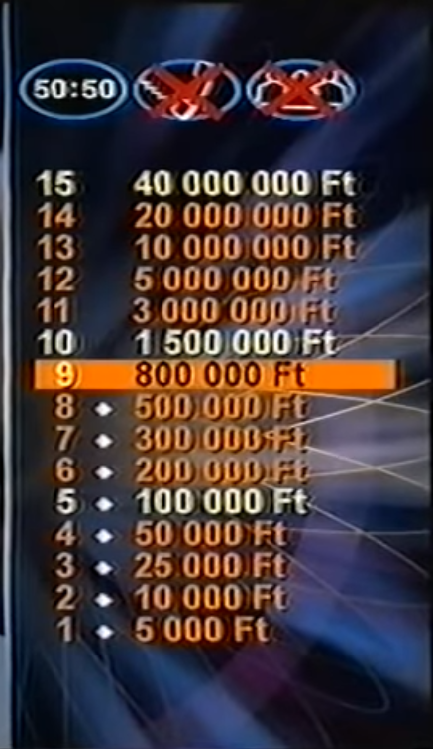 50:50
15 40 000 000 Ft
14 20 000 000 Ft
13 10 000 000 Ft
12 5 000 000 Ft
11 3 000 000 Ft
10 1 500 000 Ft
9 800 000 Ft
8 ◆ 500 000 Ft
7 ◆ 300 000 Ft
6 ◆ 200 000 Ft
5 ◆ 100 000 Ft
4 ◆ 50 000 Ft
3 ◆ 25 000 Ft
2 ◆ 10 000 Ft
1 ◆ 5 000 Ft